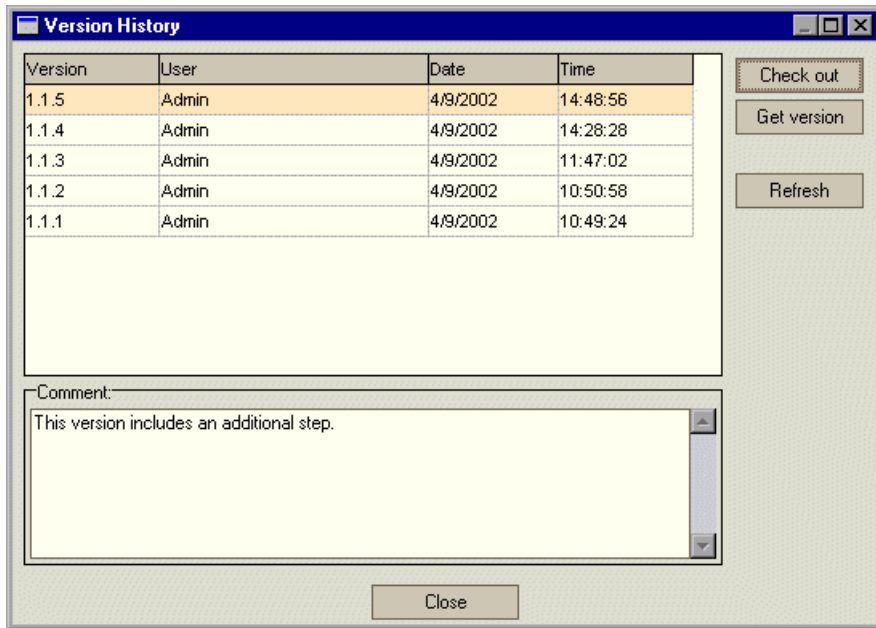 Version History
Version User Date Time
1.1.5 Admin 4/9/2002 14:48:56
1.1.4 Admin 4/9/2002 14:28:28
1.1.3 Admin 4/9/2002 11:47:02
1.1.2 Admin 4/9/2002 10:50:58
1.1.1 Admin 4/9/2002 10:49:24
Check out
Get version
Refresh
Comment:
This version includes an additional step.
Close